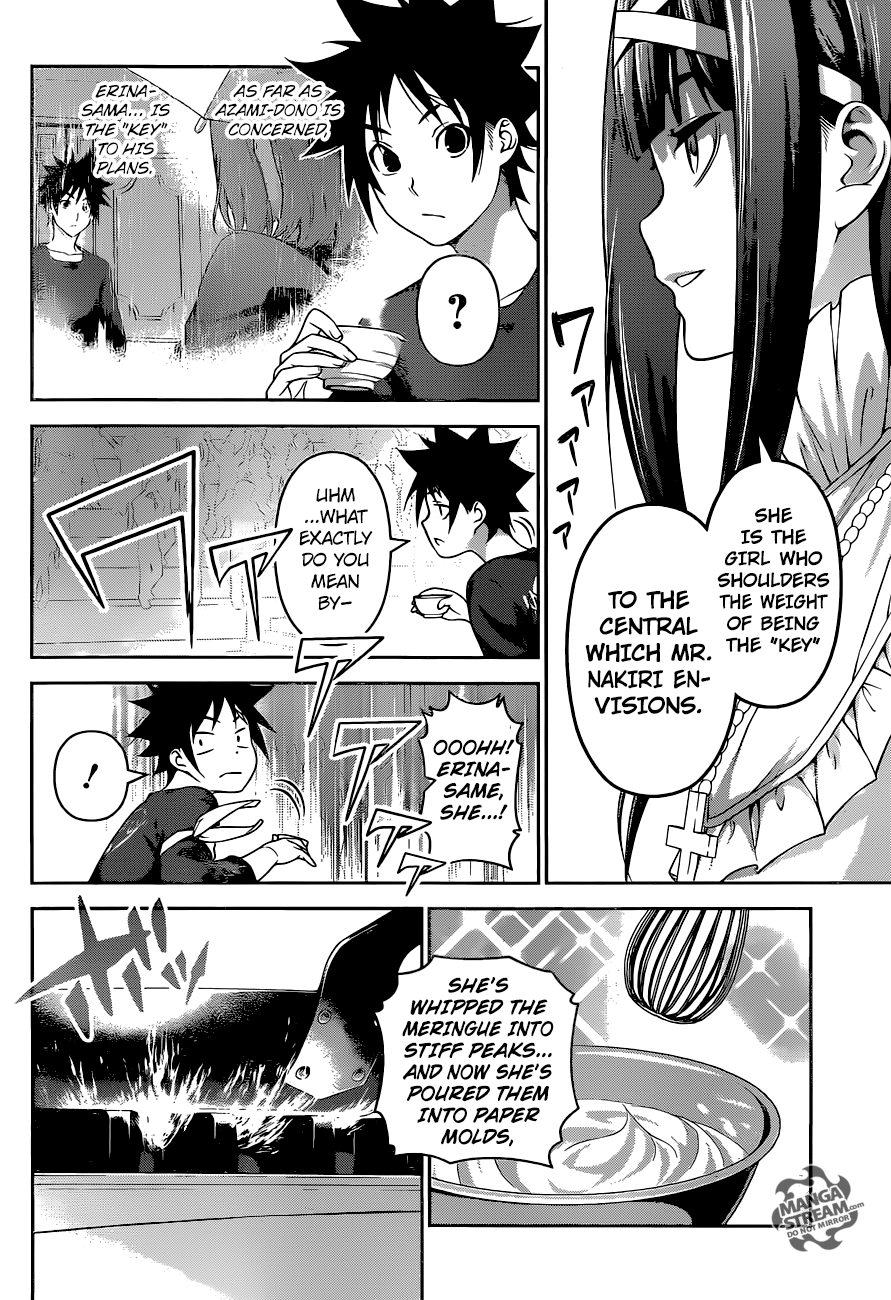 SHE
IS THE
GIRL WHO
SHOULDERS
THE WEIGHT
OF BEING
THE "KEY"
TO THE
CENTRAL
WHICH MR.
NAKIRI EN-
VISIONS.
ワァァァァァ
AS FAR AS
AZAMI-DONO IS
CONCERNED,
ERINA-
SAMA... IS
THE "KEY"
TO HIS
PLANS.
?
UHM
...WHAT
EXACTLY
DO YOU
MEAN
BY-
ワァァァァ
OOOHH!
ERINA-
SAME,
SHE...!
!
SHE'S
WHIPPED THE
MERINGUE INTO
STIFF PEAKS...
AND NOW SHE'S
POURED THEM
INTO PAPER
MOLDS,
MANGA
STREAM.com
DO NOT MIRROR